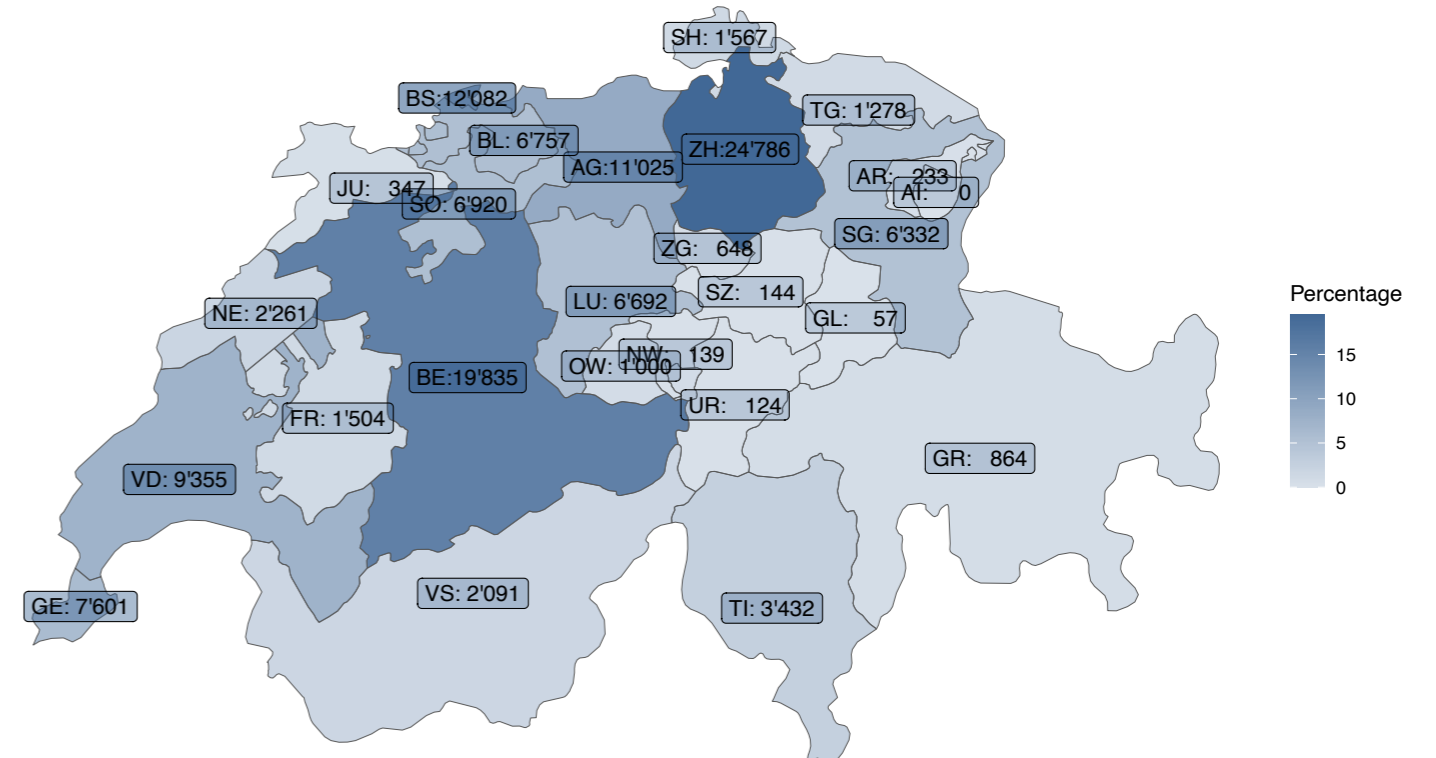 SH: 1'567
BS:12'082
TG: 1'278
BL: 6'757
ZH:24'786
AG:11'025
AR: 233
JU: 347
AI: 0
SO: 6'920
SG: 6'332
ZG: 648
SZ: 144
LU: 6'692
NE: 2'261
GL: 57
NW: 139
OW: 1'000
BE:19'835
UR: 124
FR: 1'504
GR: 864
VD: 9'355
VS: 2'091
GE: 7'601
TI: 3'432
Percentage
15
10
5
0